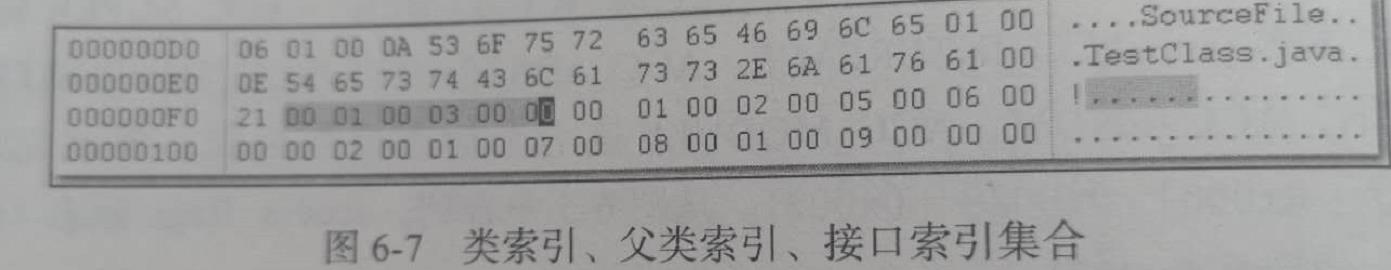 000000D0 06 01 00 0A 53 6F 75 72 63 65 46 69 6C 65 01 00 ....SourceFile..
000000E0 0E 54 65 73 74 43 6C 61 73 73 2E 6A 61 76 61 00 .TestClass.java.
000000F0 21 00 01 00 03 00 00 00 01 00 02 00 05 00 06 00 !...............
00000100 00 00 02 00 01 00 07 00 08 00 01 00 09 00 00 00 ................
图 6-7 类索引、父类索引、接口索引集合